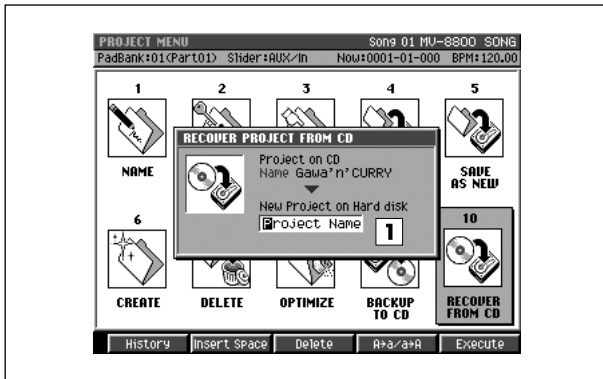 PROJECT MENU Song 01 MV-8800 SONG
PadBank:01(Part01) Slider:AUX/In Now:0001-01-000 BPM:120.00
1 2 3 4 5
RECOVER PROJECT FROM CD
Project on CD
Name Gawa'n'CURRY
New Project on Hard disk
Project Name 1
NAME SAVE AS NEW
6 10
CREATE DELETE OPTIMIZE BACKUP TO CD RECOVER FROM CD
History Insert Space Delete A→a/a→A Execute